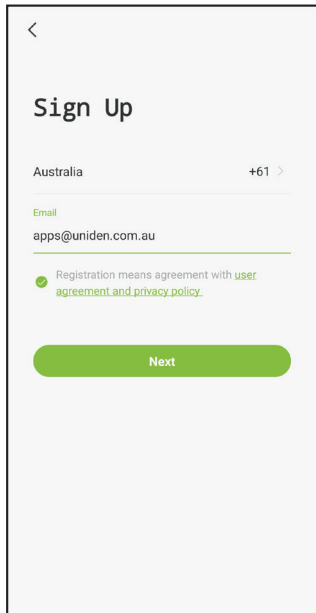 Sign Up
Australia +61
Email
apps@uniden.com.au
Registration means agreement with user
agreement and privacy policy
Next